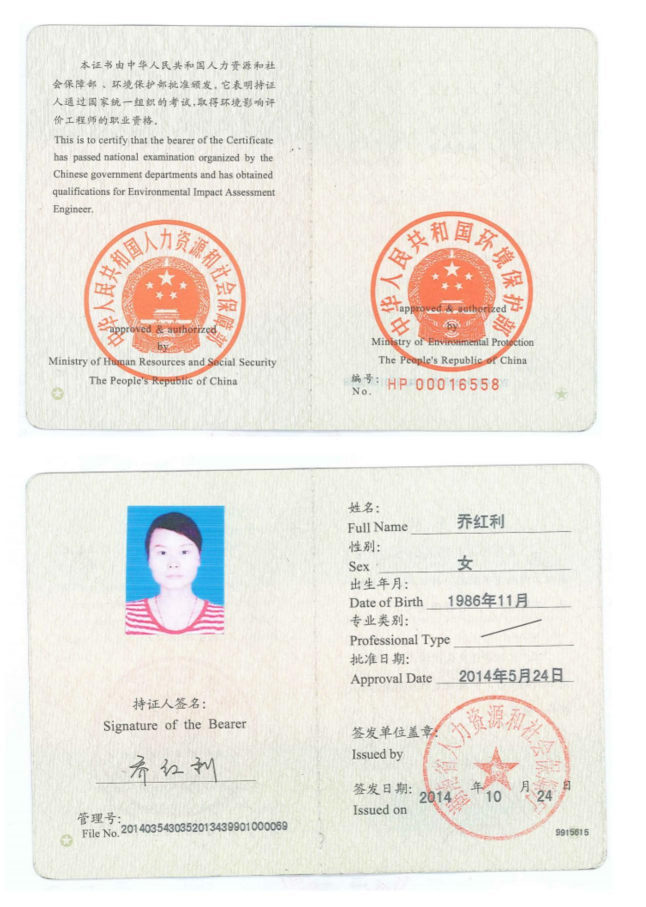 本证书由中华人民共和国人力资源和社
会保障部、环境保护部批准颁发，它表明持证
人通过国家统一组织的考试,取得环境影响评
价工程师的职业资格。
This is to certify that the bearer of the Certificate
has passed national examination organized by the
Chinese government departments and has obtained
qualifications for Environmental Impact Assessment
Engineer.
中华人民共和国人力资源和社会保障部
approved & authorized
by
Ministry of Human Resources and Social Security
The People's Republic of China
中华人民共和国环境保护部
approved & authorized
by
Ministry of Environmental Protection
The People's Republic of China
编号:
No.
HP 00016558
持证人签名:
Signature of the Bearer
乔红利
管理号:
File No. 2014035430352013439901000069
姓名:
Full Name 乔红利
性别:
Sex 女
出生年月:
Date of Birth 1986年11月
专业类别:
Professional Type
批准日期:
Approval Date 2014年5月24日
签发单位盖章:
Issued by
省人力资源和社会保障厅
签发日期: 2014 年 10 月 24 日
Issued on
9915615